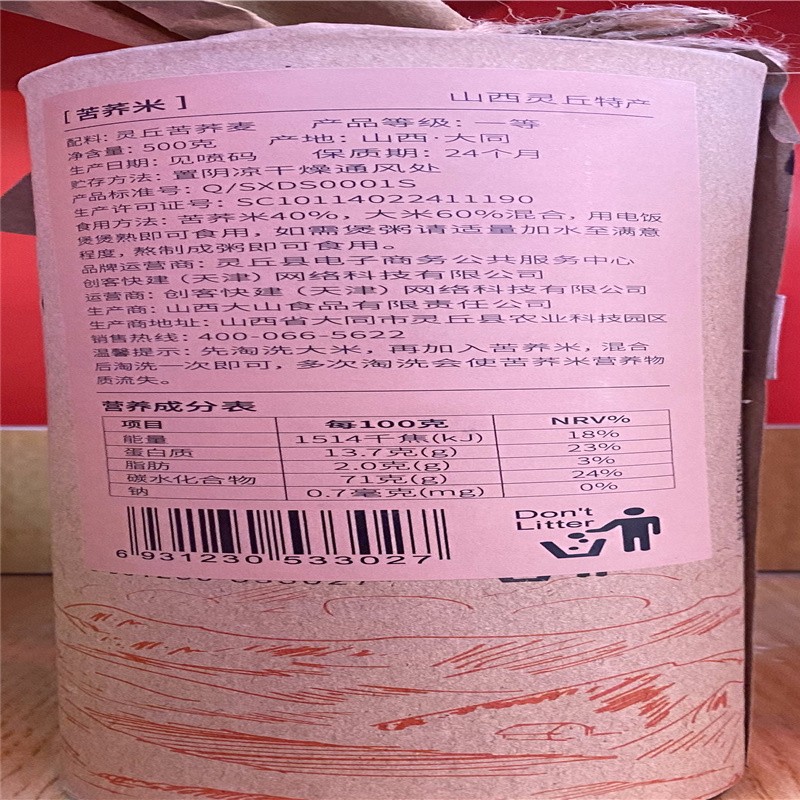 [苦荞米] 山西灵丘特产
配料: 灵丘苦荞麦 产品等级: 一等
净含量: 500克 产地: 山西·大同
生产日期: 见喷码 保质期: 24个月
贮存方法: 置阴凉干燥通风处
产品标准号: Q/SXDS0001S
生产许可证号: SC10114022411190
食用方法: 苦荞米40%, 大米60%混合, 用电饭
煲煲熟即可食用, 如需煲粥请适量加水至满意
程度, 熬制成粥即可食用。
品牌运营商: 灵丘县电子商务公共服务中心
创客快建(天津)网络科技有限公司
运营商: 创客快建(天津)网络科技有限公司
生产商: 山西大山食品有限责任公司
生产商地址: 山西省大同市灵丘县农业科技园区
销售热线: 400-066-5622
温馨提示: 先淘洗大米, 再加入苦荞米, 混合
后淘洗一次即可, 多次淘洗会使苦荞米营养物
质流失。
营养成分表
项目 每100克 NRV%
能量 1514千焦(kJ) 18%
蛋白质 13.7克(g) 23%
脂肪 2.0克(g) 3%
碳水化合物 71克(g) 24%
钠 0.7毫克(mg) 0%
Don't
Litter
6 931230 533027